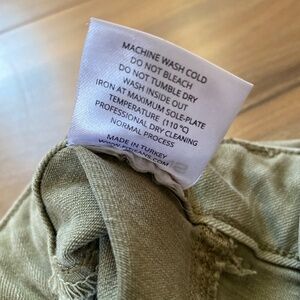 MACHINE WASH COLD
DO NOT BLEACH
DO NOT TUMBLE DRY
WASH INSIDE OUT
IRON AT MAXIMUM SOLE-PLATE
TEMPERATURE (110°C)
PROFESSIONAL DRY CLEANING
NORMAL PROCESS
MADE IN TURKEY